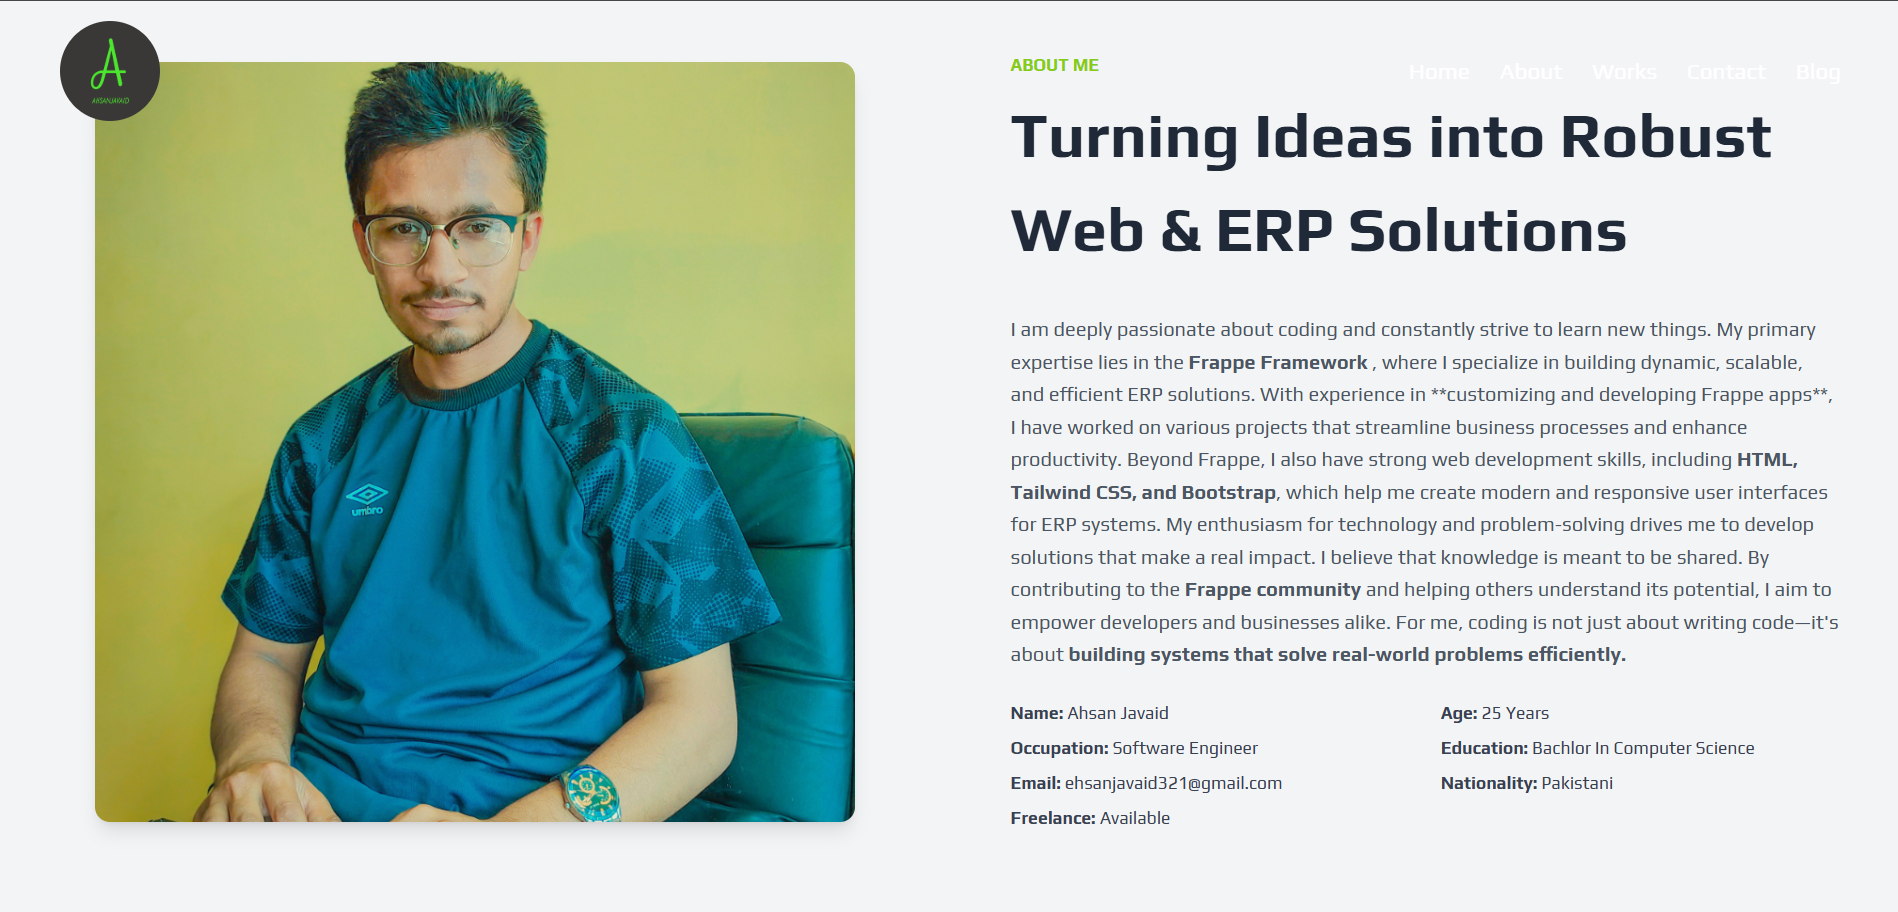 A
AHSANJAVAID
Home About Works Contact Blog
umbro
ABOUT ME
Turning Ideas into Robust
Web & ERP Solutions
I am deeply passionate about coding and constantly strive to learn new things. My primary
expertise lies in the Frappe Framework , where I specialize in building dynamic, scalable,
and efficient ERP solutions. With experience in **customizing and developing Frappe apps**,
I have worked on various projects that streamline business processes and enhance
productivity. Beyond Frappe, I also have strong web development skills, including HTML,
Tailwind CSS, and Bootstrap, which help me create modern and responsive user interfaces
for ERP systems. My enthusiasm for technology and problem-solving drives me to develop
solutions that make a real impact. I believe that knowledge is meant to be shared. By
contributing to the Frappe community and helping others understand its potential, I aim to
empower developers and businesses alike. For me, coding is not just about writing code—it's
about building systems that solve real-world problems efficiently.
Name: Ahsan Javaid
Age: 25 Years
Occupation: Software Engineer
Education: Bachlor In Computer Science
Email: ehsanjavaid321@gmail.com
Nationality: Pakistani
Freelance: Available